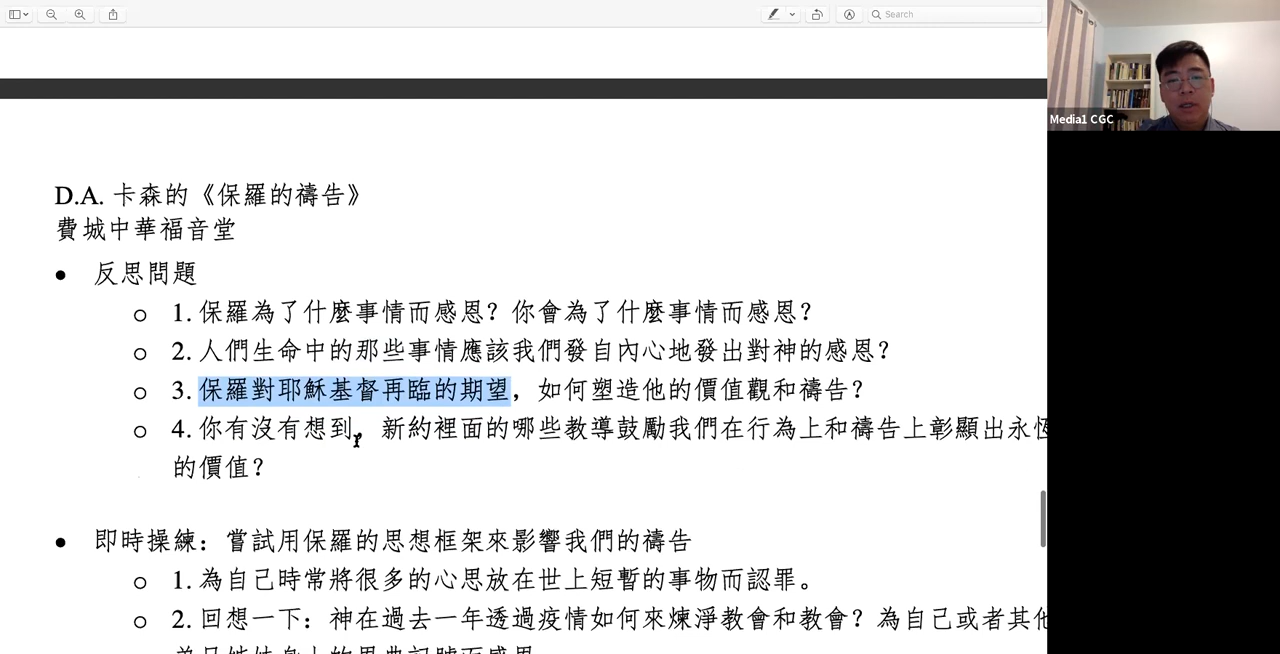 Search
Media1 CGC
D.A. 卡森的《保羅的禱告》
費城中華福音堂
• 反思問題
o 1. 保羅為了什麼事情而感恩？你會為了什麼事情而感恩？
o 2. 人們生命中的那些事情應該我們發自內心地發出對神的感恩？
o 3. 保羅對耶穌基督再臨的期望，如何塑造他的價值觀和禱告？
o 4. 你有沒有想到，新約裡面的哪些教導鼓勵我們在行為上和禱告上彰顯出永恆
的價值？
• 即時操練：嘗試用保羅的思想框架來影響我們的禱告
o 1. 為自己時常將很多的心思放在世上短暫的事物而認罪。
o 2. 回想一下：神在過去一年透過疫情如何來煉淨教會和教會？為自己或者其他